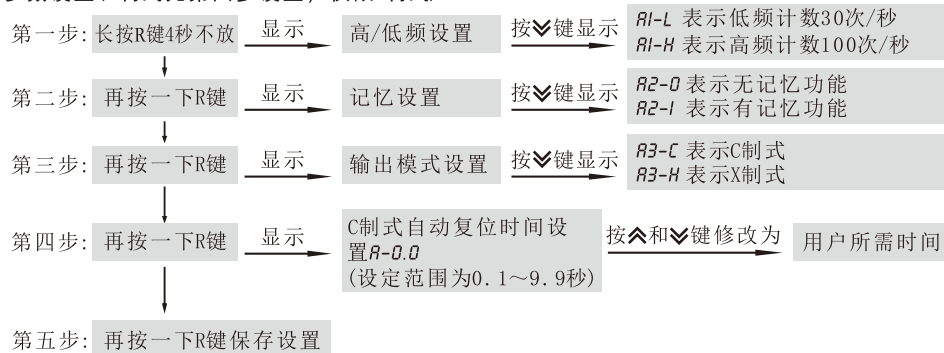 第一步: 长按R键4秒不放 显示 高/低频设置 按键显示 A1-L 表示低频计数30次/秒
A1-H 表示高频计数100次/秒
第二步: 再按一下R键 显示 记忆设置 按键显示 A2-0 表示无记忆功能
A2-1 表示有记忆功能
第三步: 再按一下R键 显示 输出模式设置 按键显示 A3-C 表示C制式
A3-H 表示X制式
第四步: 再按一下R键 显示 C制式自动复位时间设
置A-0.0
(设定范围为0.1~9.9秒) 按和键修改为 用户所需时间
第五步: 再按一下R键保存设置